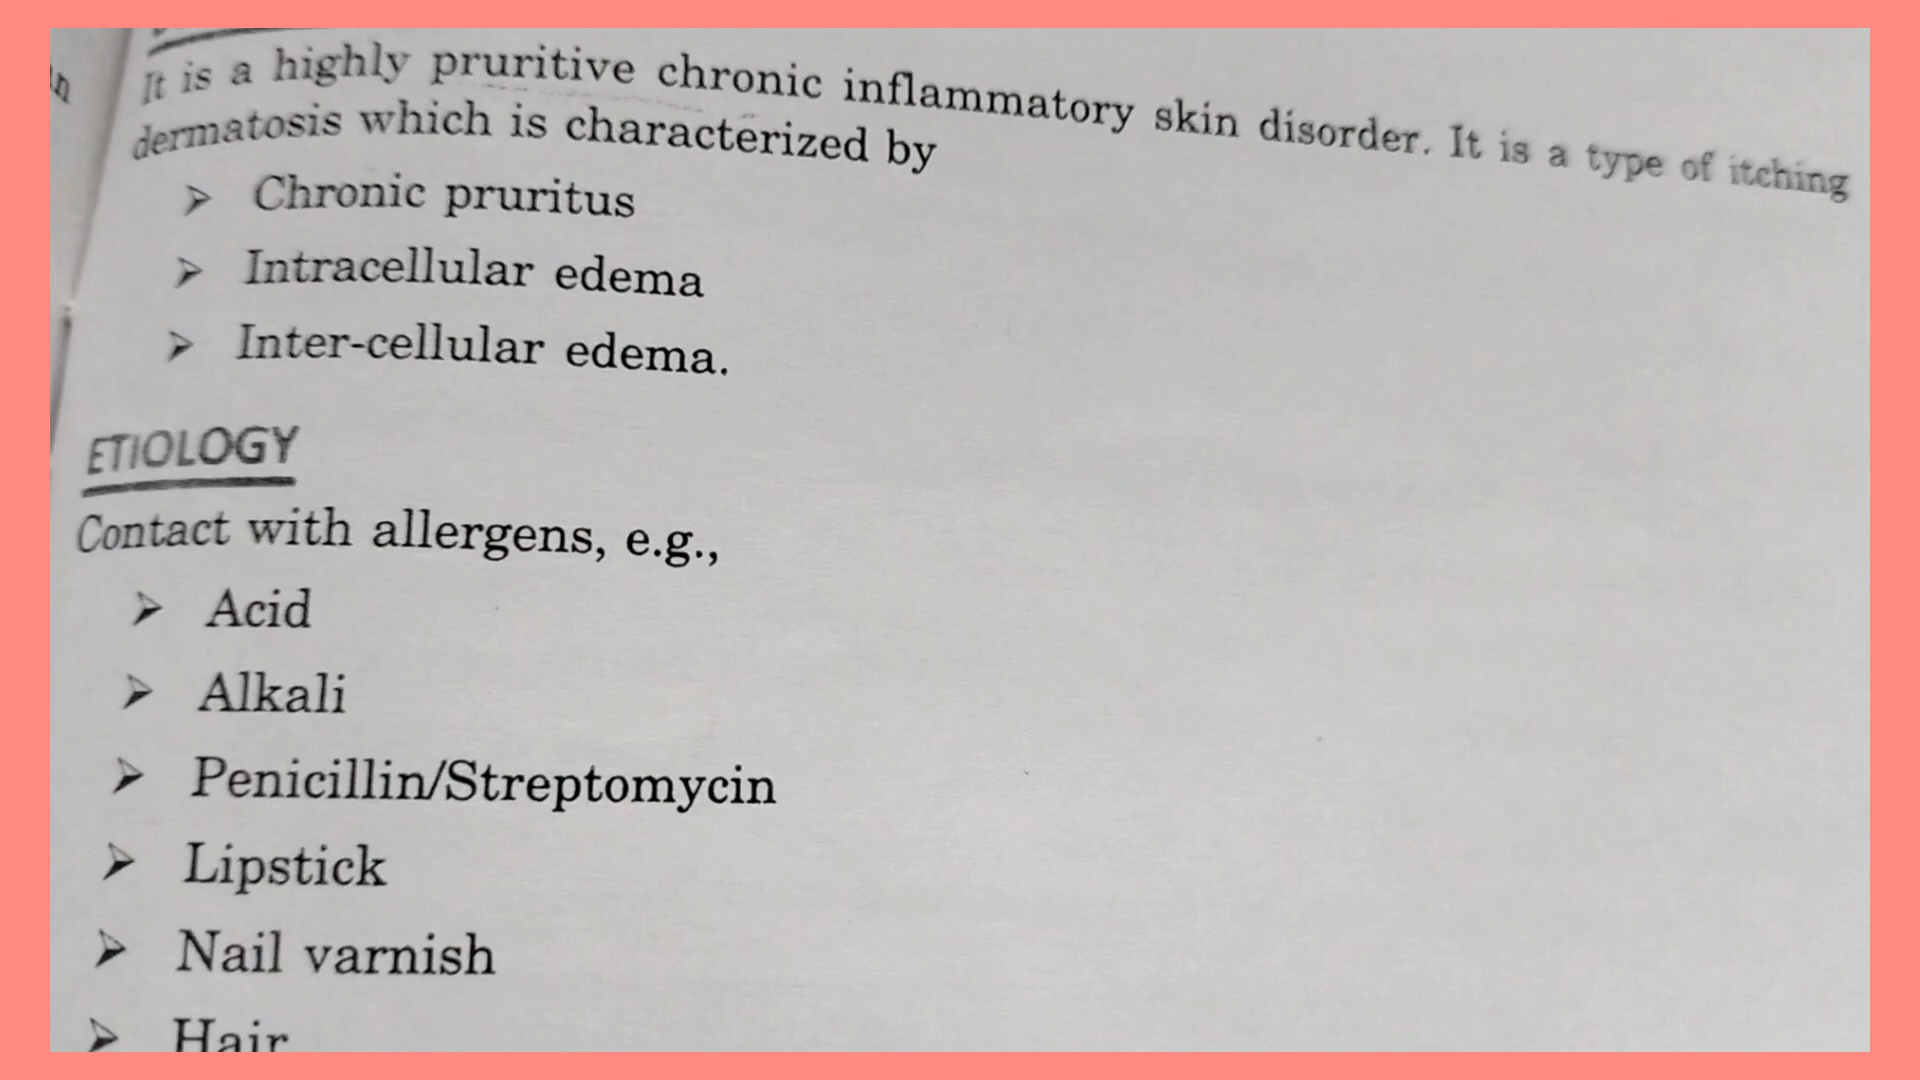 It is a highly pruritive chronic inflammatory skin disorder. It is a type of itching
dermatosis which is characterized by
➢ Chronic pruritus
➢ Intracellular edema
➢ Inter-cellular edema.
ETIOLOGY
Contact with allergens, e.g.,
➢ Acid
➢ Alkali
➢ Penicillin/Streptomycin
➢ Lipstick
➢ Nail varnish
➢ Hair